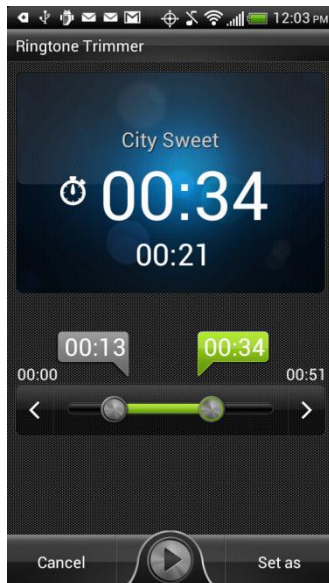 12:03 PM
Ringtone Trimmer
City Sweet
00:34
00:21
00:13 00:34
00:00 00:51
Cancel Set as